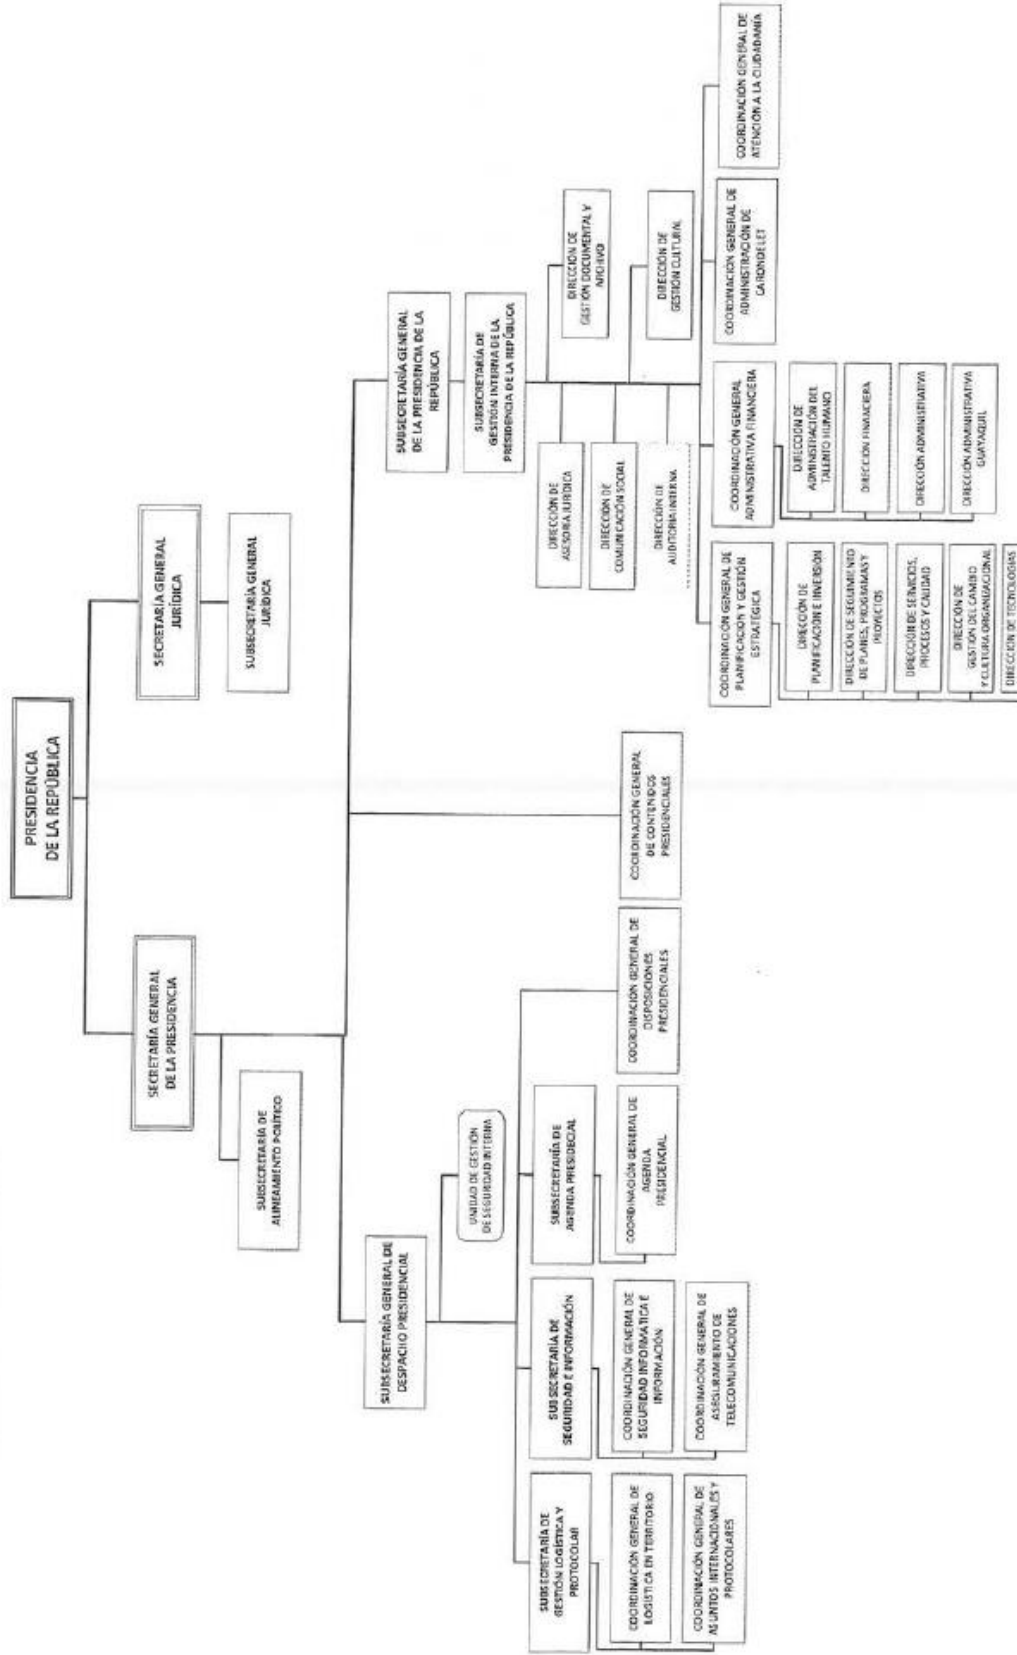 PRESIDENCIA
DE LA REPÚBLICA
SECRETARÍA GENERAL
DE LA PRESIDENCIA
SECRETARÍA GENERAL
JURÍDICA
SUBSECRETARÍA GENERAL
JURÍDICA
SUBSECRETARÍA DE
ALINEAMIENTO POLÍTICO
SUBSECRETARÍA GENERAL DE
DESPACHO PRESIDENCIAL
UNIDAD DE GESTIÓN
DE SEGURIDAD INTERNA
SUBSECRETARÍA DE
GESTIÓN LOGÍSTICA Y
PROTOCOLAR
COORDINACIÓN GENERAL DE
LOGISTICA EN TERRITORIO
COORDINACIÓN GENERAL DE
ASUNTOS INTERNACIONALES Y
PROTOCOLARES
SUBSECRETARÍA DE
SEGURIDAD E INFORMACIÓN
COORDINACIÓN GENERAL DE
SEGURIDAD INFORMÁTICA E
INFORMACIÓN
COORDINACIÓN GENERAL DE
ASEGURAMIENTO DE
TELECOMUNICACIONES
SUBSECRETARÍA DE
AGENDA PRESIDECIAL
COORDINACIÓN GENERAL DE
AGENDA
PRESIDENCIAL
COORDINACIÓN GENERAL DE
DISPOSICIONES
PRESIDENCIALES
COORDINACIÓN GENERAL
DE CONTENIDOS
PRESIDENCIALES
SUBSECRETARÍA GENERAL
DE LA PRESIDENCIA DE LA
REPÚBLICA
SUBSECRETARÍA DE
GESTIÓN INTERNA DE LA
PRESIDENCIA DE LA REPÚBLICA
DIRECCIÓN DE
ASESORÍA JURÍDICA
DIRECCIÓN DE
GESTIÓN DOCUMENTAL Y
ARCHIVO
DIRECCIÓN DE
COMUNICACIÓN SOCIAL
DIRECCIÓN DE
GESTIÓN CULTURAL
DIRECCIÓN DE
AUDITORIA INTERNA
COORDINACIÓN GENERAL DE
PLANIFICACIÓN Y GESTIÓN
ESTRATÉGICA
DIRECCIÓN DE
PLANIFICACIÓN E INVERSIÓN
DIRECCIÓN DE SEGUIMIENTO
DE PLANES, PROGRAMAS Y
PROYECTOS
DIRECCIÓN DE SERVICIOS,
PROCESOS Y CALIDAD
DIRECCIÓN DE
GESTIÓN DEL CAMBIO
Y CULTURA ORGANIZACIONAL
DIRECCIÓN DE TECNOLOGÍAS
COORDINACIÓN GENERAL
ADMINISTRATIVA FINANCIERA
DIRECCIÓN DE
ADMINISTRACIÓN DEL
TALENTO HUMANO
DIRECCIÓN FINANCIERA
DIRECCIÓN ADMINISTRATIVA
DIRECCIÓN ADMINISTRATIVA
GUAYAQUIL
COORDINACIÓN GENERAL DE
ADMINISTRACIÓN DE
CARONDELET
COORDINACIÓN GENERAL DE
ATENCIÓN A LA CIUDADANÍA